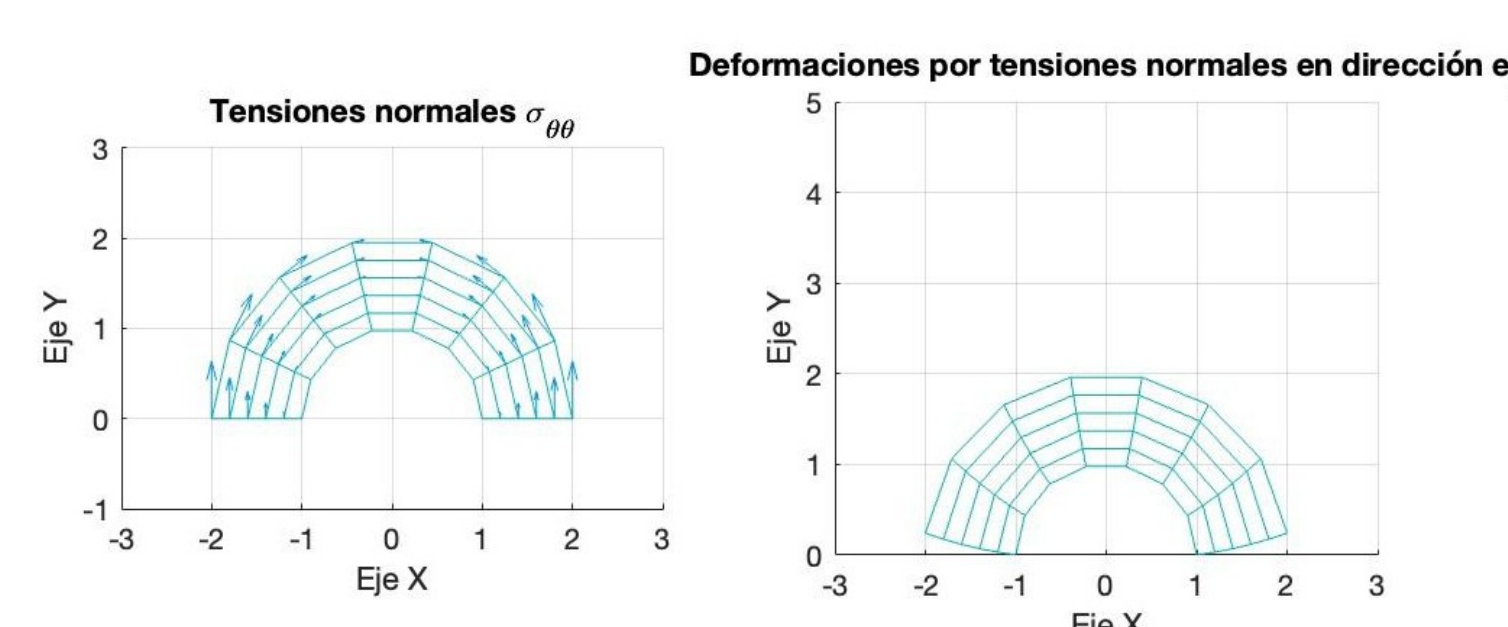 Tensiones normales σθθ
3
2
1
0
-1
-3 -2 -1 0 1 2 3
Eje X
Eje Y
Deformaciones por tensiones normales en dirección e
5
4
3
2
1
0
-3 -2 -1 0 1 2 3
Eje X
Eje Y